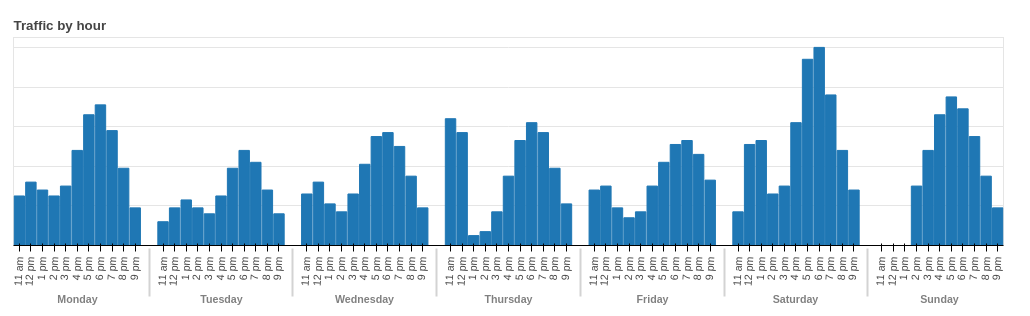 Traffic by hour
11 am 12 pm 1 pm 2 pm 3 pm 4 pm 5 pm 6 pm 7 pm 8 pm 9 pm 11 am 12 pm 1 pm 2 pm 3 pm 4 pm 5 pm 6 pm 7 pm 8 pm 9 pm 11 am 12 pm 1 pm 2 pm 3 pm 4 pm 5 pm 6 pm 7 pm 8 pm 9 pm 11 am 12 pm 1 pm 2 pm 3 pm 4 pm 5 pm 6 pm 7 pm 8 pm 9 pm 11 am 12 pm 1 pm 2 pm 3 pm 4 pm 5 pm 6 pm 7 pm 8 pm 9 pm 11 am 12 pm 1 pm 2 pm 3 pm 4 pm 5 pm 6 pm 7 pm 8 pm 9 pm 11 am 12 pm 1 pm 2 pm 3 pm 4 pm 5 pm 6 pm 7 pm 8 pm 9 pm
Monday Tuesday Wednesday Thursday Friday Saturday Sunday